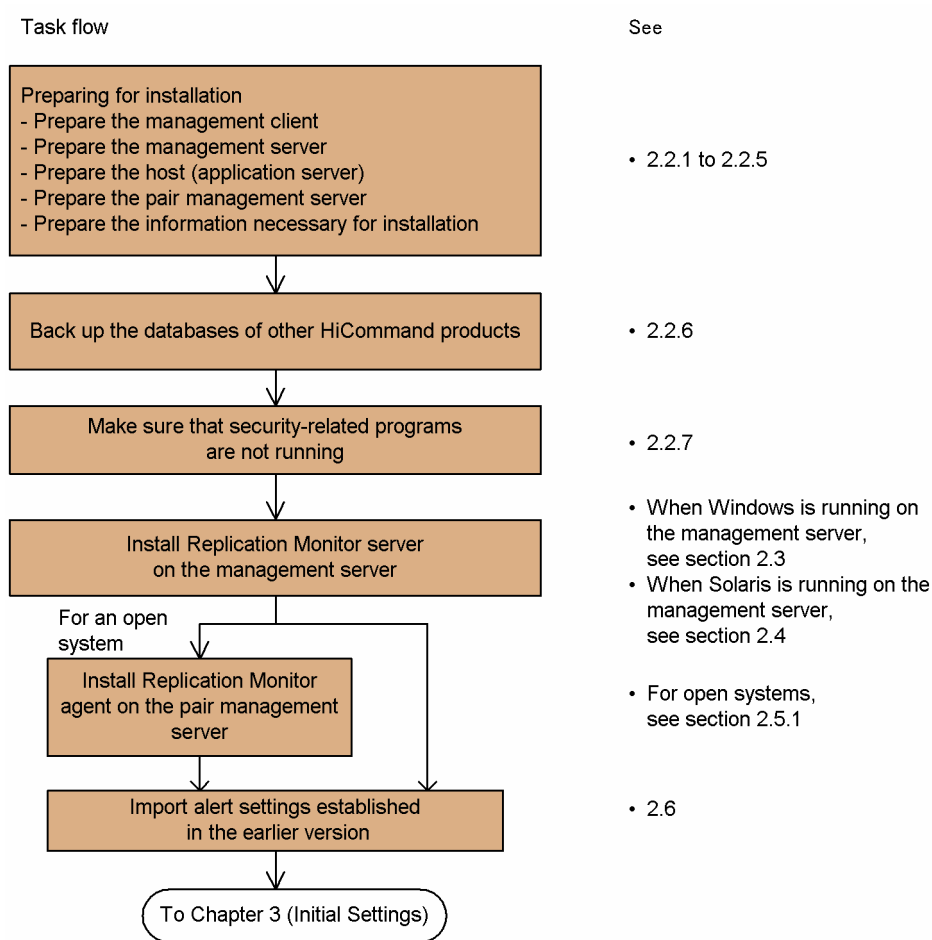 Task flow
See
Preparing for installation
- Prepare the management client
- Prepare the management server
- Prepare the host (application server)
- Prepare the pair management server
- Prepare the information necessary for installation
• 2.2.1 to 2.2.5
Back up the databases of other HiCommand products
• 2.2.6
Make sure that security-related programs
are not running
• 2.2.7
Install Replication Monitor server
on the management server
• When Windows is running on
the management server,
see section 2.3
• When Solaris is running on the
management server,
see section 2.4
For an open
system
Install Replication Monitor
agent on the pair management
server
• For open systems,
see section 2.5.1
Import alert settings established
in the earlier version
• 2.6
To Chapter 3 (Initial Settings)